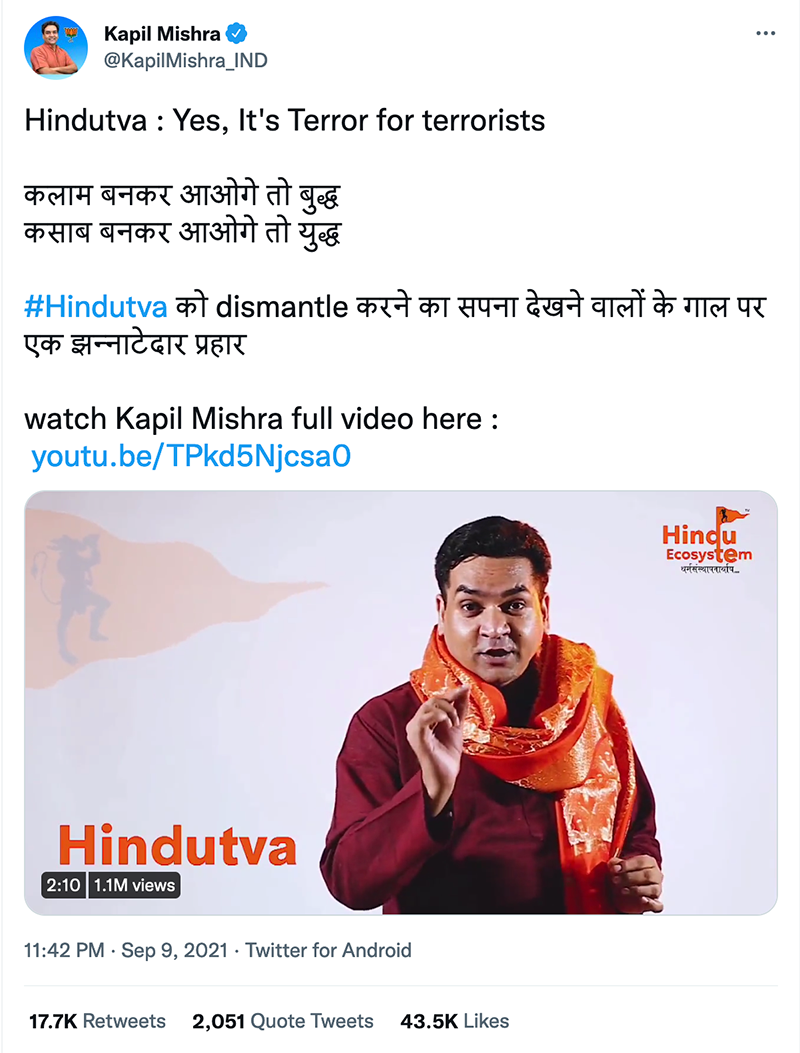 Kapil Mishra
@KapilMishra_IND
Hindutva : Yes, It's Terror for terrorists
कलाम बनकर आओगे तो बुद्ध
कसाब बनकर आओगे तो युद्ध
#Hindutva को dismantle करने का सपना देखने वालों के गाल पर
एक झन्नाटेदार प्रहार
watch Kapil Mishra full video here :
youtu.be/TPkd5Njcsa0
Hindu
Ecosystem
धर्मसंस्थापनार्थाय...
Hindutva
2:10 1.1M views
11:42 PM · Sep 9, 2021 · Twitter for Android
17.7K Retweets 2,051 Quote Tweets 43.5K Likes